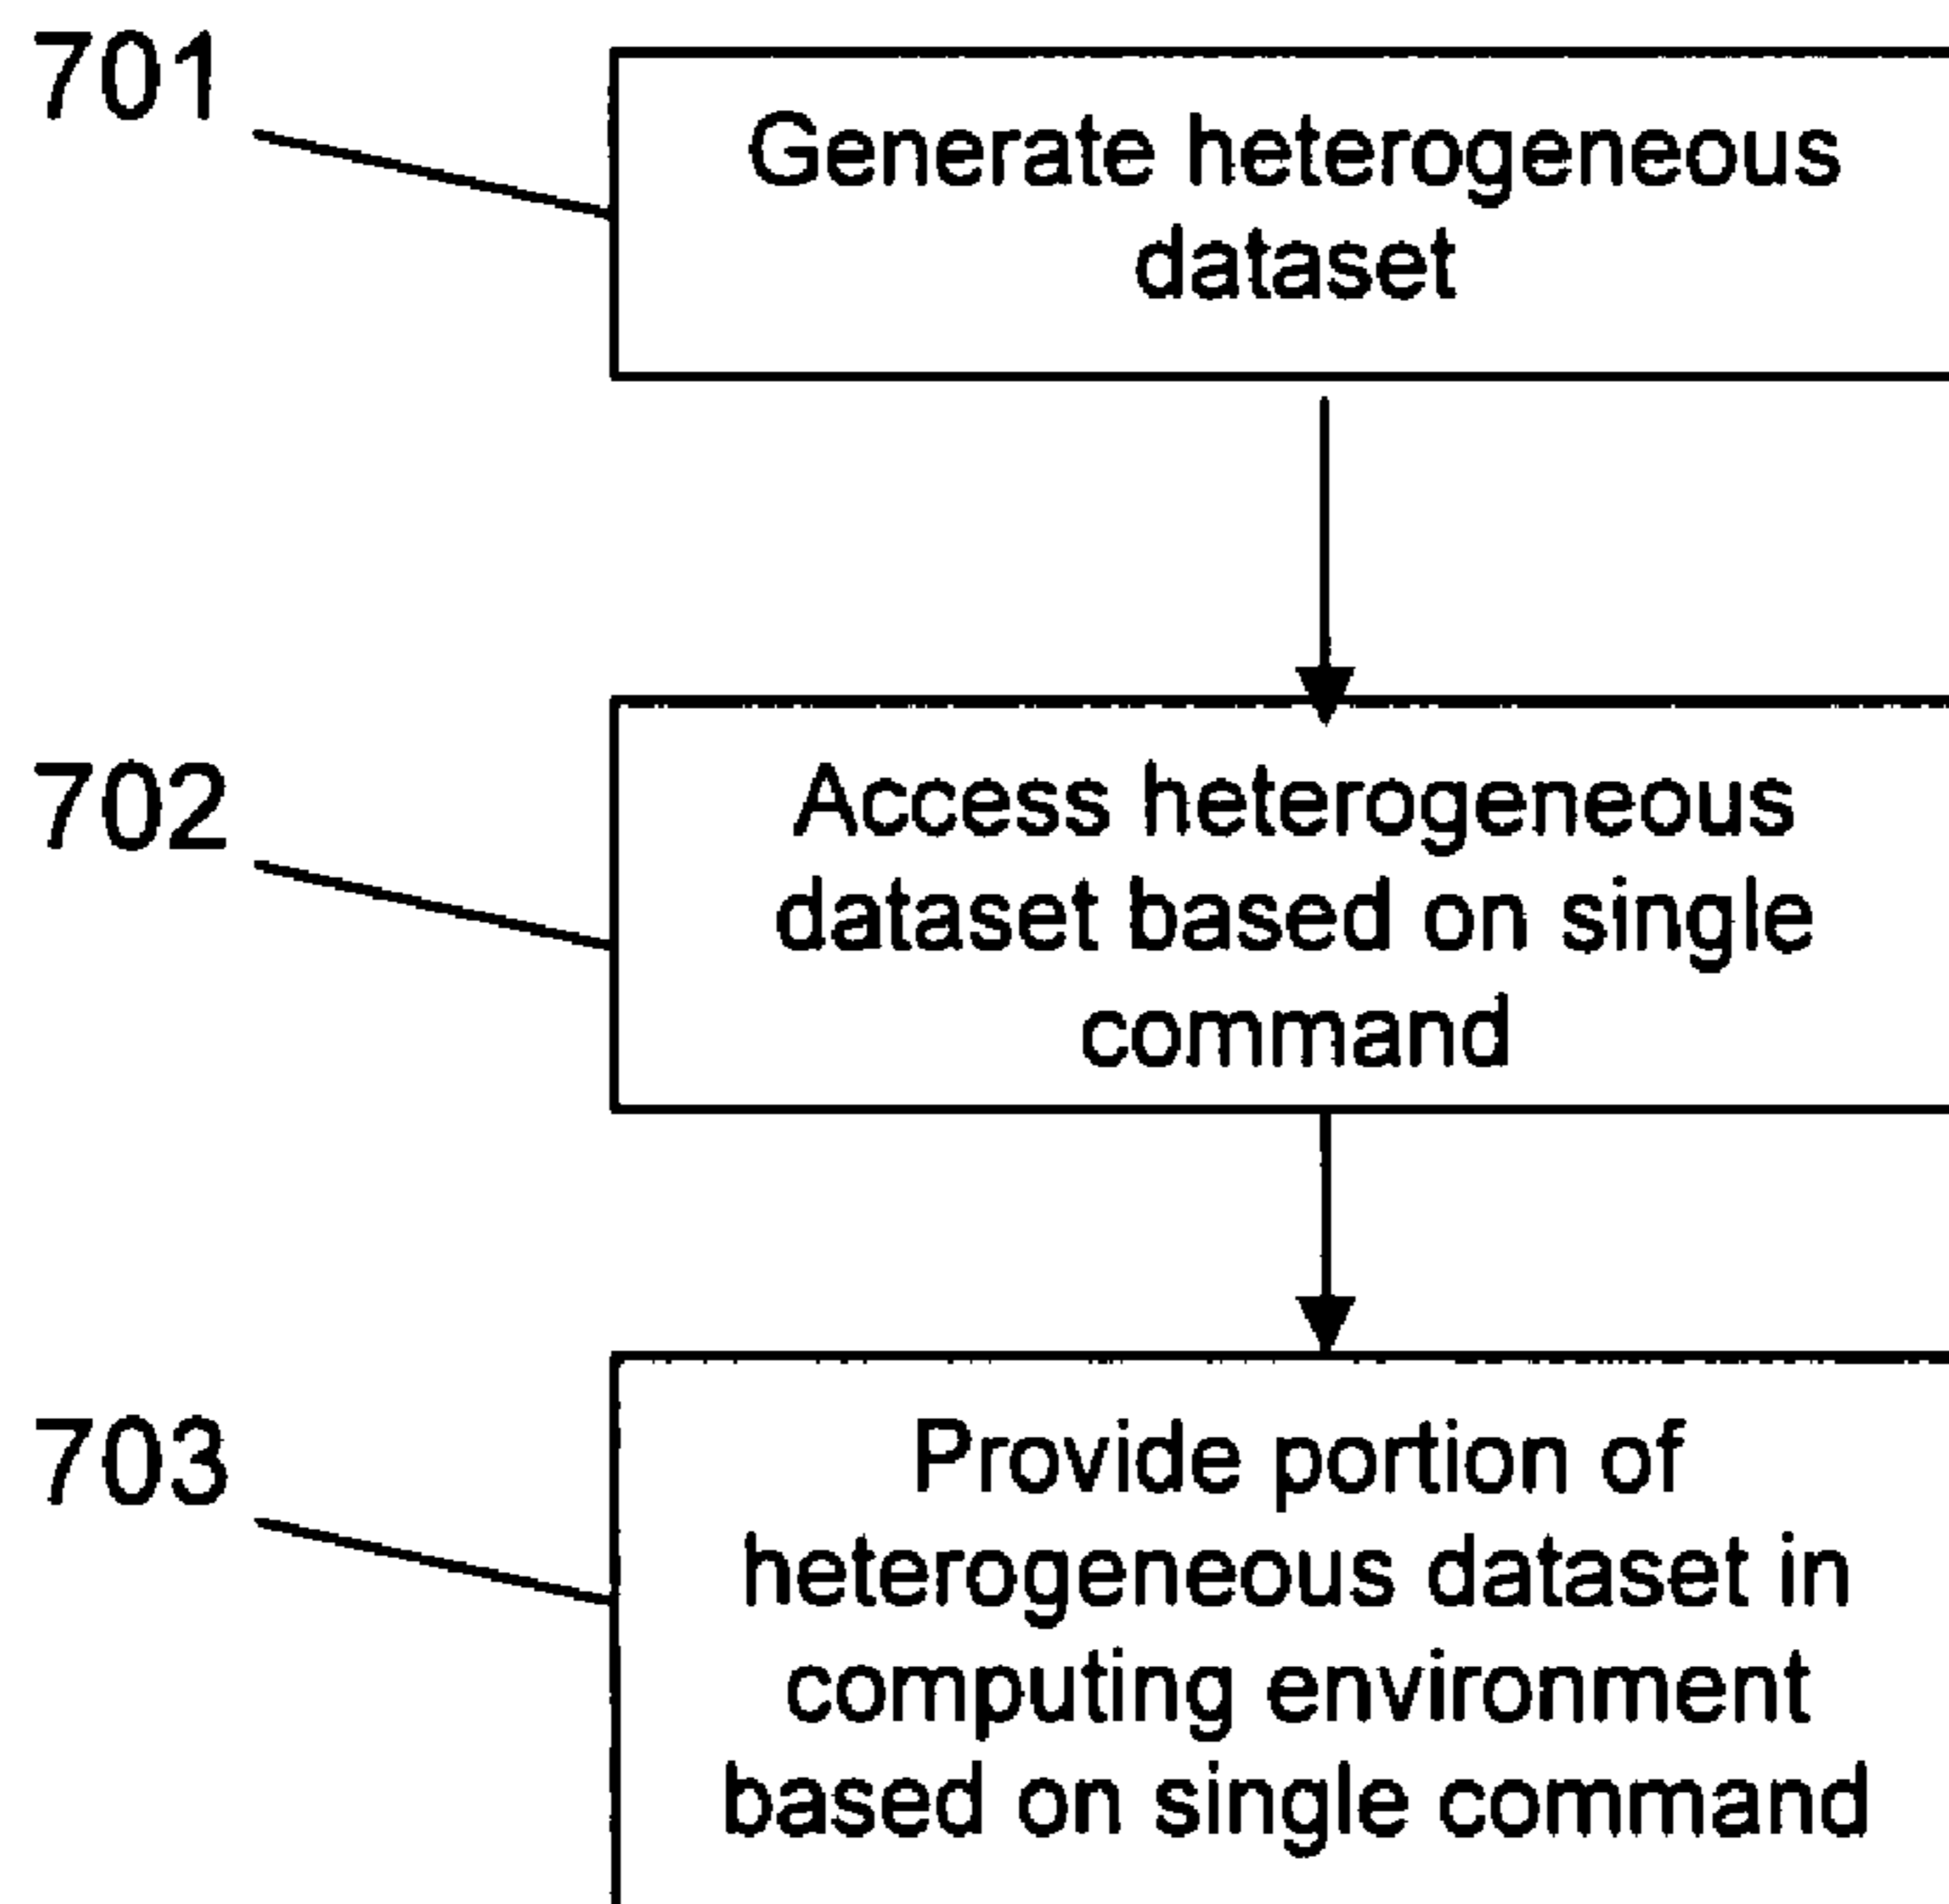 701
Generate heterogeneous
dataset
702
Access heterogeneous
dataset based on single
command
703
Provide portion of
heterogeneous dataset in
computing environment
based on single command